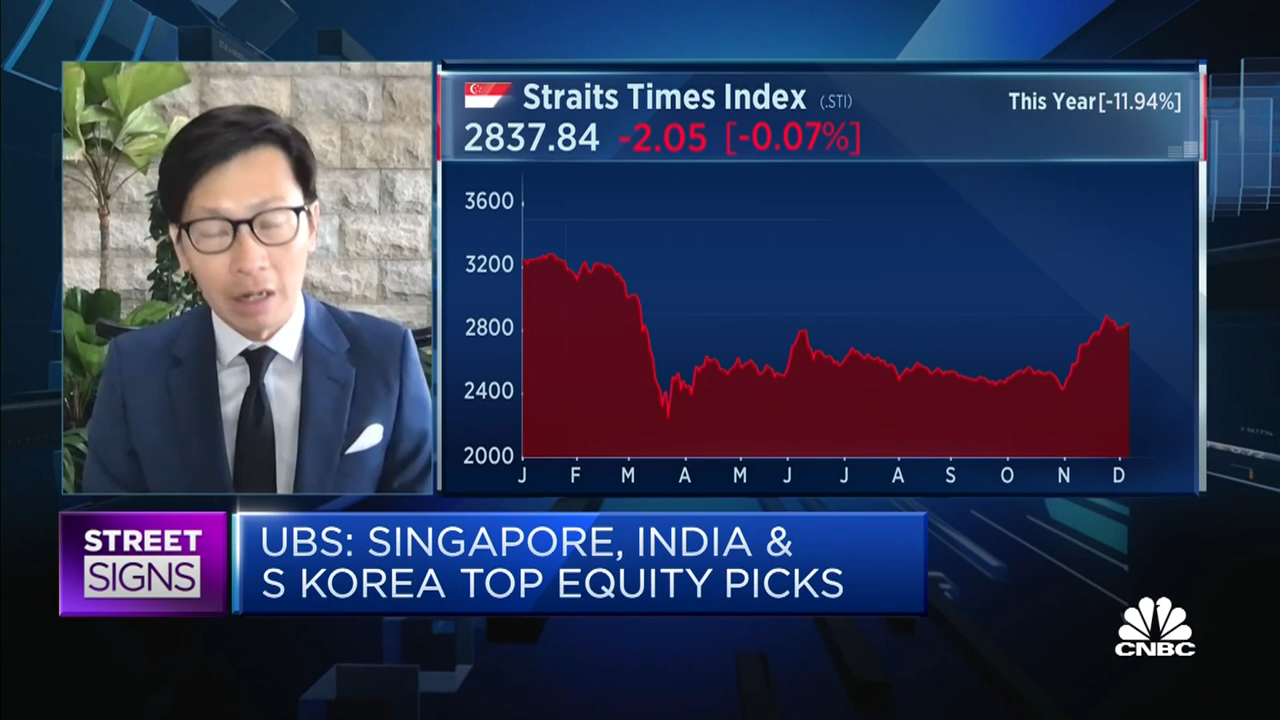 Straits Times Index (.STI)
This Year[-11.94%]
2837.84 -2.05 [-0.07%]
3600
3200
2800
2400
2000
J F M A M J J A S O N D
STREET
SIGNS
UBS: SINGAPORE, INDIA &
S KOREA TOP EQUITY PICKS
CNBC